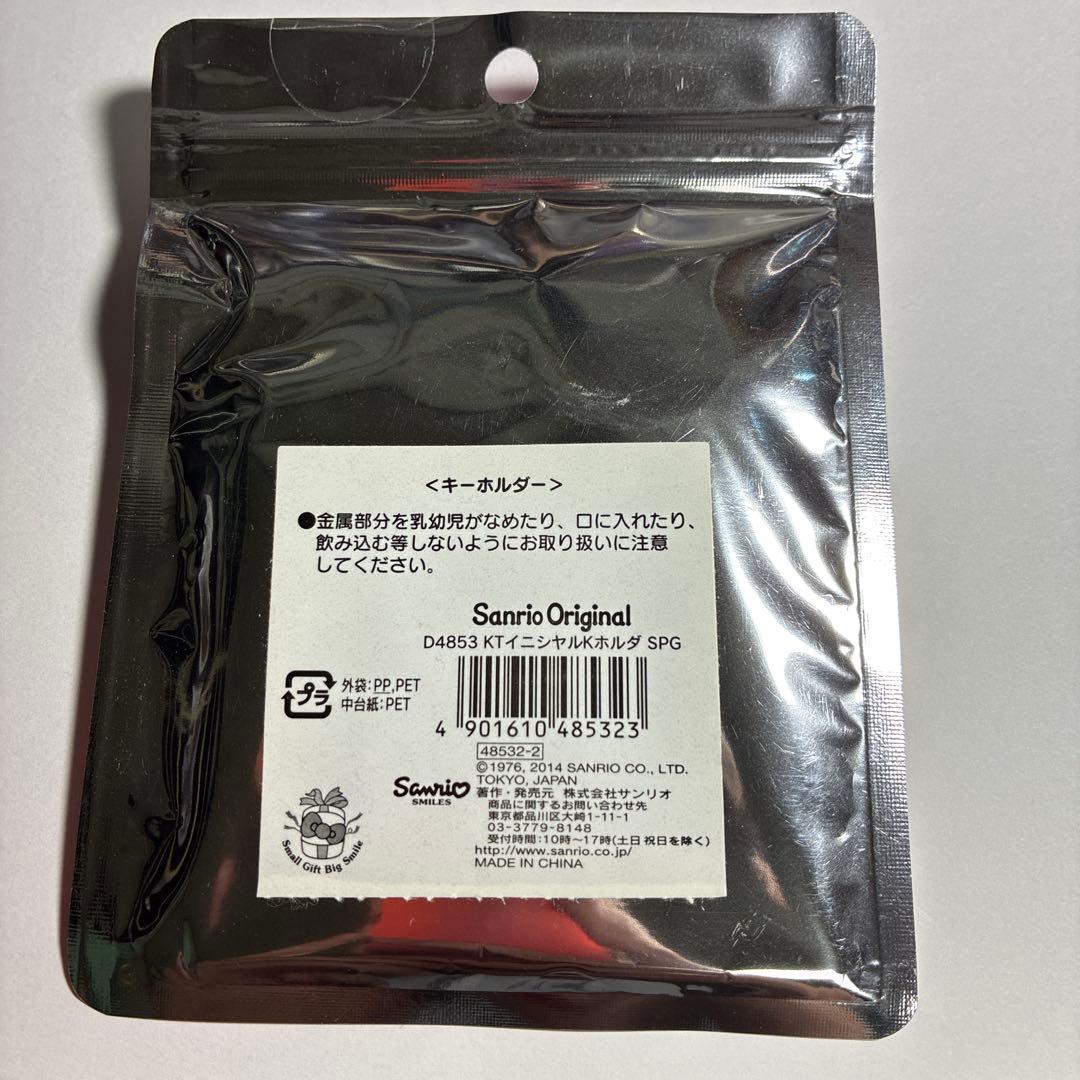 ＜キーホルダー＞
●金属部分を乳幼児がなめたり、口に入れたり、
飲み込む等しないようにお取り扱いに注意
してください。
Sanrio Original
D4853 KTイニシヤルKホルダ SPG
プラ
外袋:PP,PET
中台紙:PET
4 901610 485323
48532-2
©1976, 2014 SANRIO CO., LTD.
TOKYO, JAPAN
Sanrio
SMILES
著作・発売元 株式会社サンリオ
商品に関するお問い合わせ先
東京都品川区大崎1-11-1
03-3779-8148
受付時間:10時〜17時(土日祝日を除く)
http://www.sanrio.co.jp/
MADE IN CHINA
Small Gift Big Smile